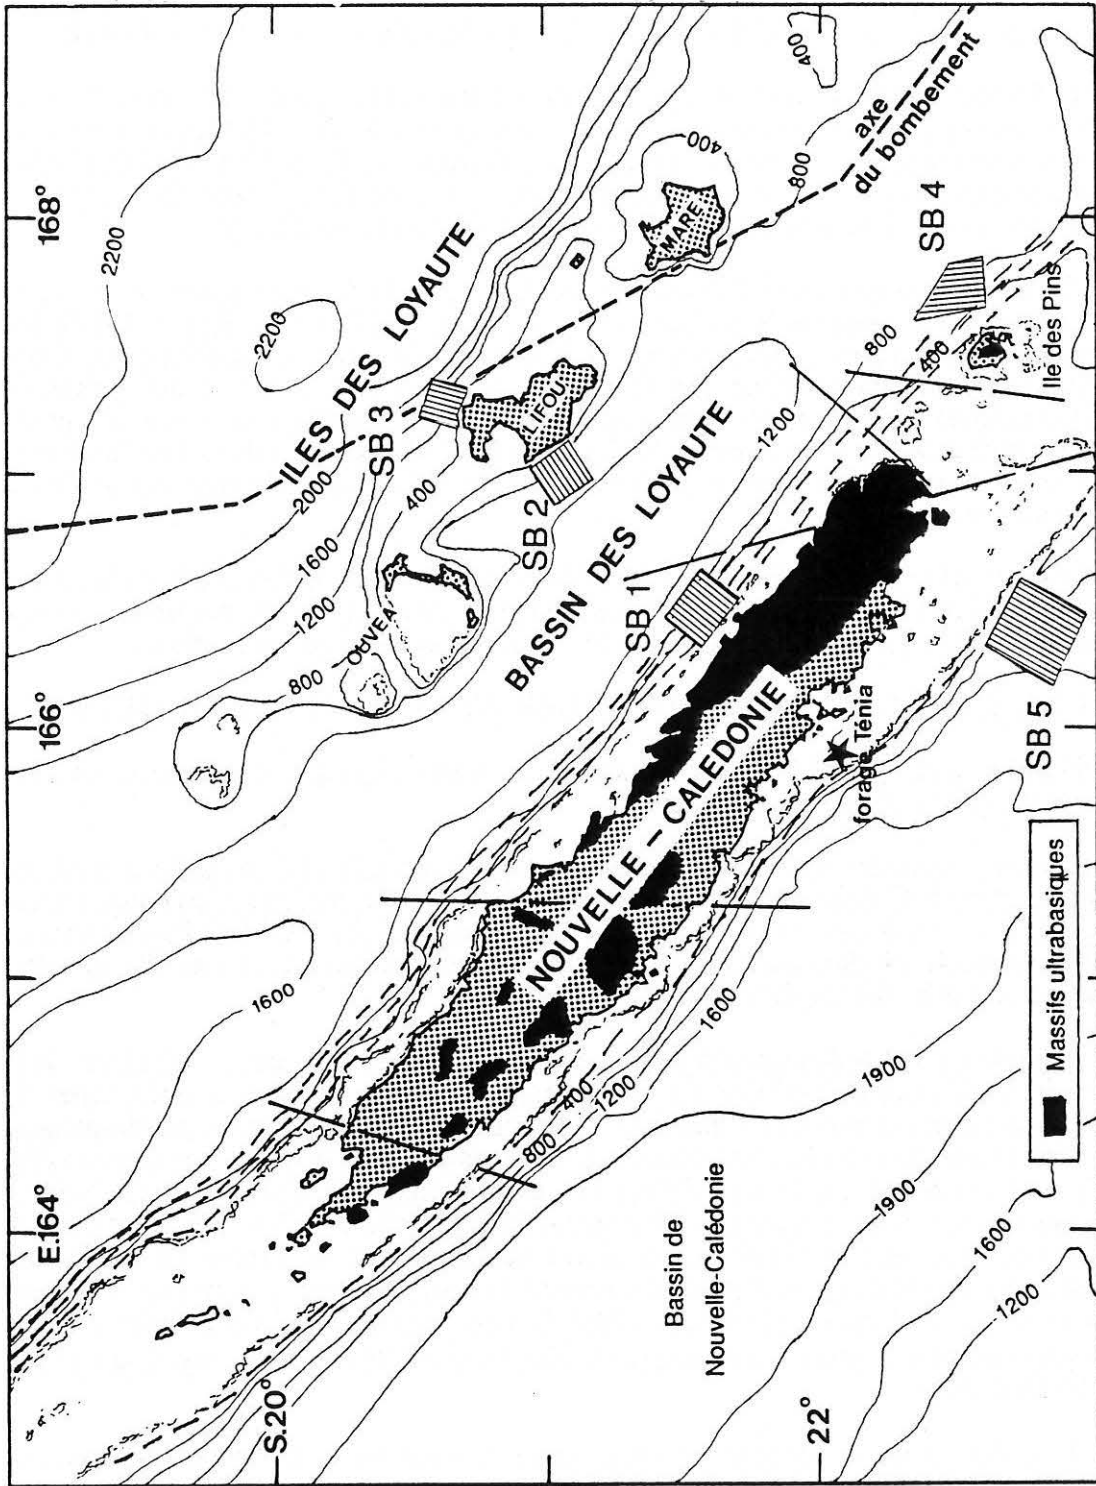 E.164°
166°
168°
S.20°
22°
2200
2200
ILES DES LOYAUTE
SB 3
2000
1600
1200
800
400
OUVEA
LIFOU
SB 2
MARE
400
400
800
axe
du bombement
BASSIN DES LOYAUTE
1200
SB 1
SB 4
800
400
Ile des Pins
1600
NOUVELLE – CALEDONIE
forage Ténia
SB 5
400
800
1200
1600
1900
1900
1600
1200
Bassin de
Nouvelle-Calédonie
Massifs ultrabasiques